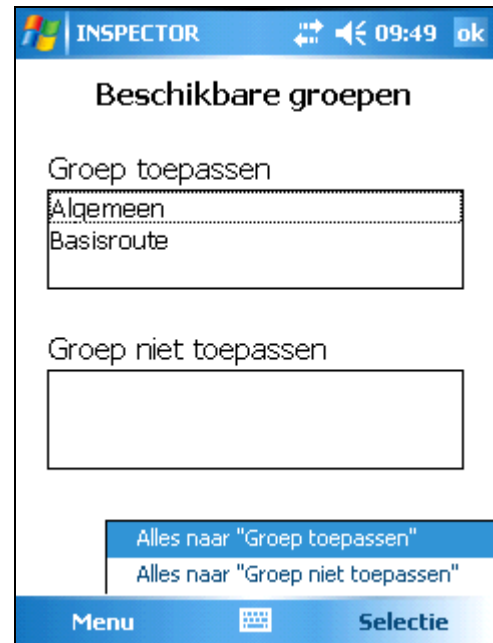 INSPECTOR 09:49 ok
Beschikbare groepen
Groep toepassen
Algemeen
Basisroute
Groep niet toepassen
Alles naar "Groep toepassen"
Alles naar "Groep niet toepassen"
Menu Selectie